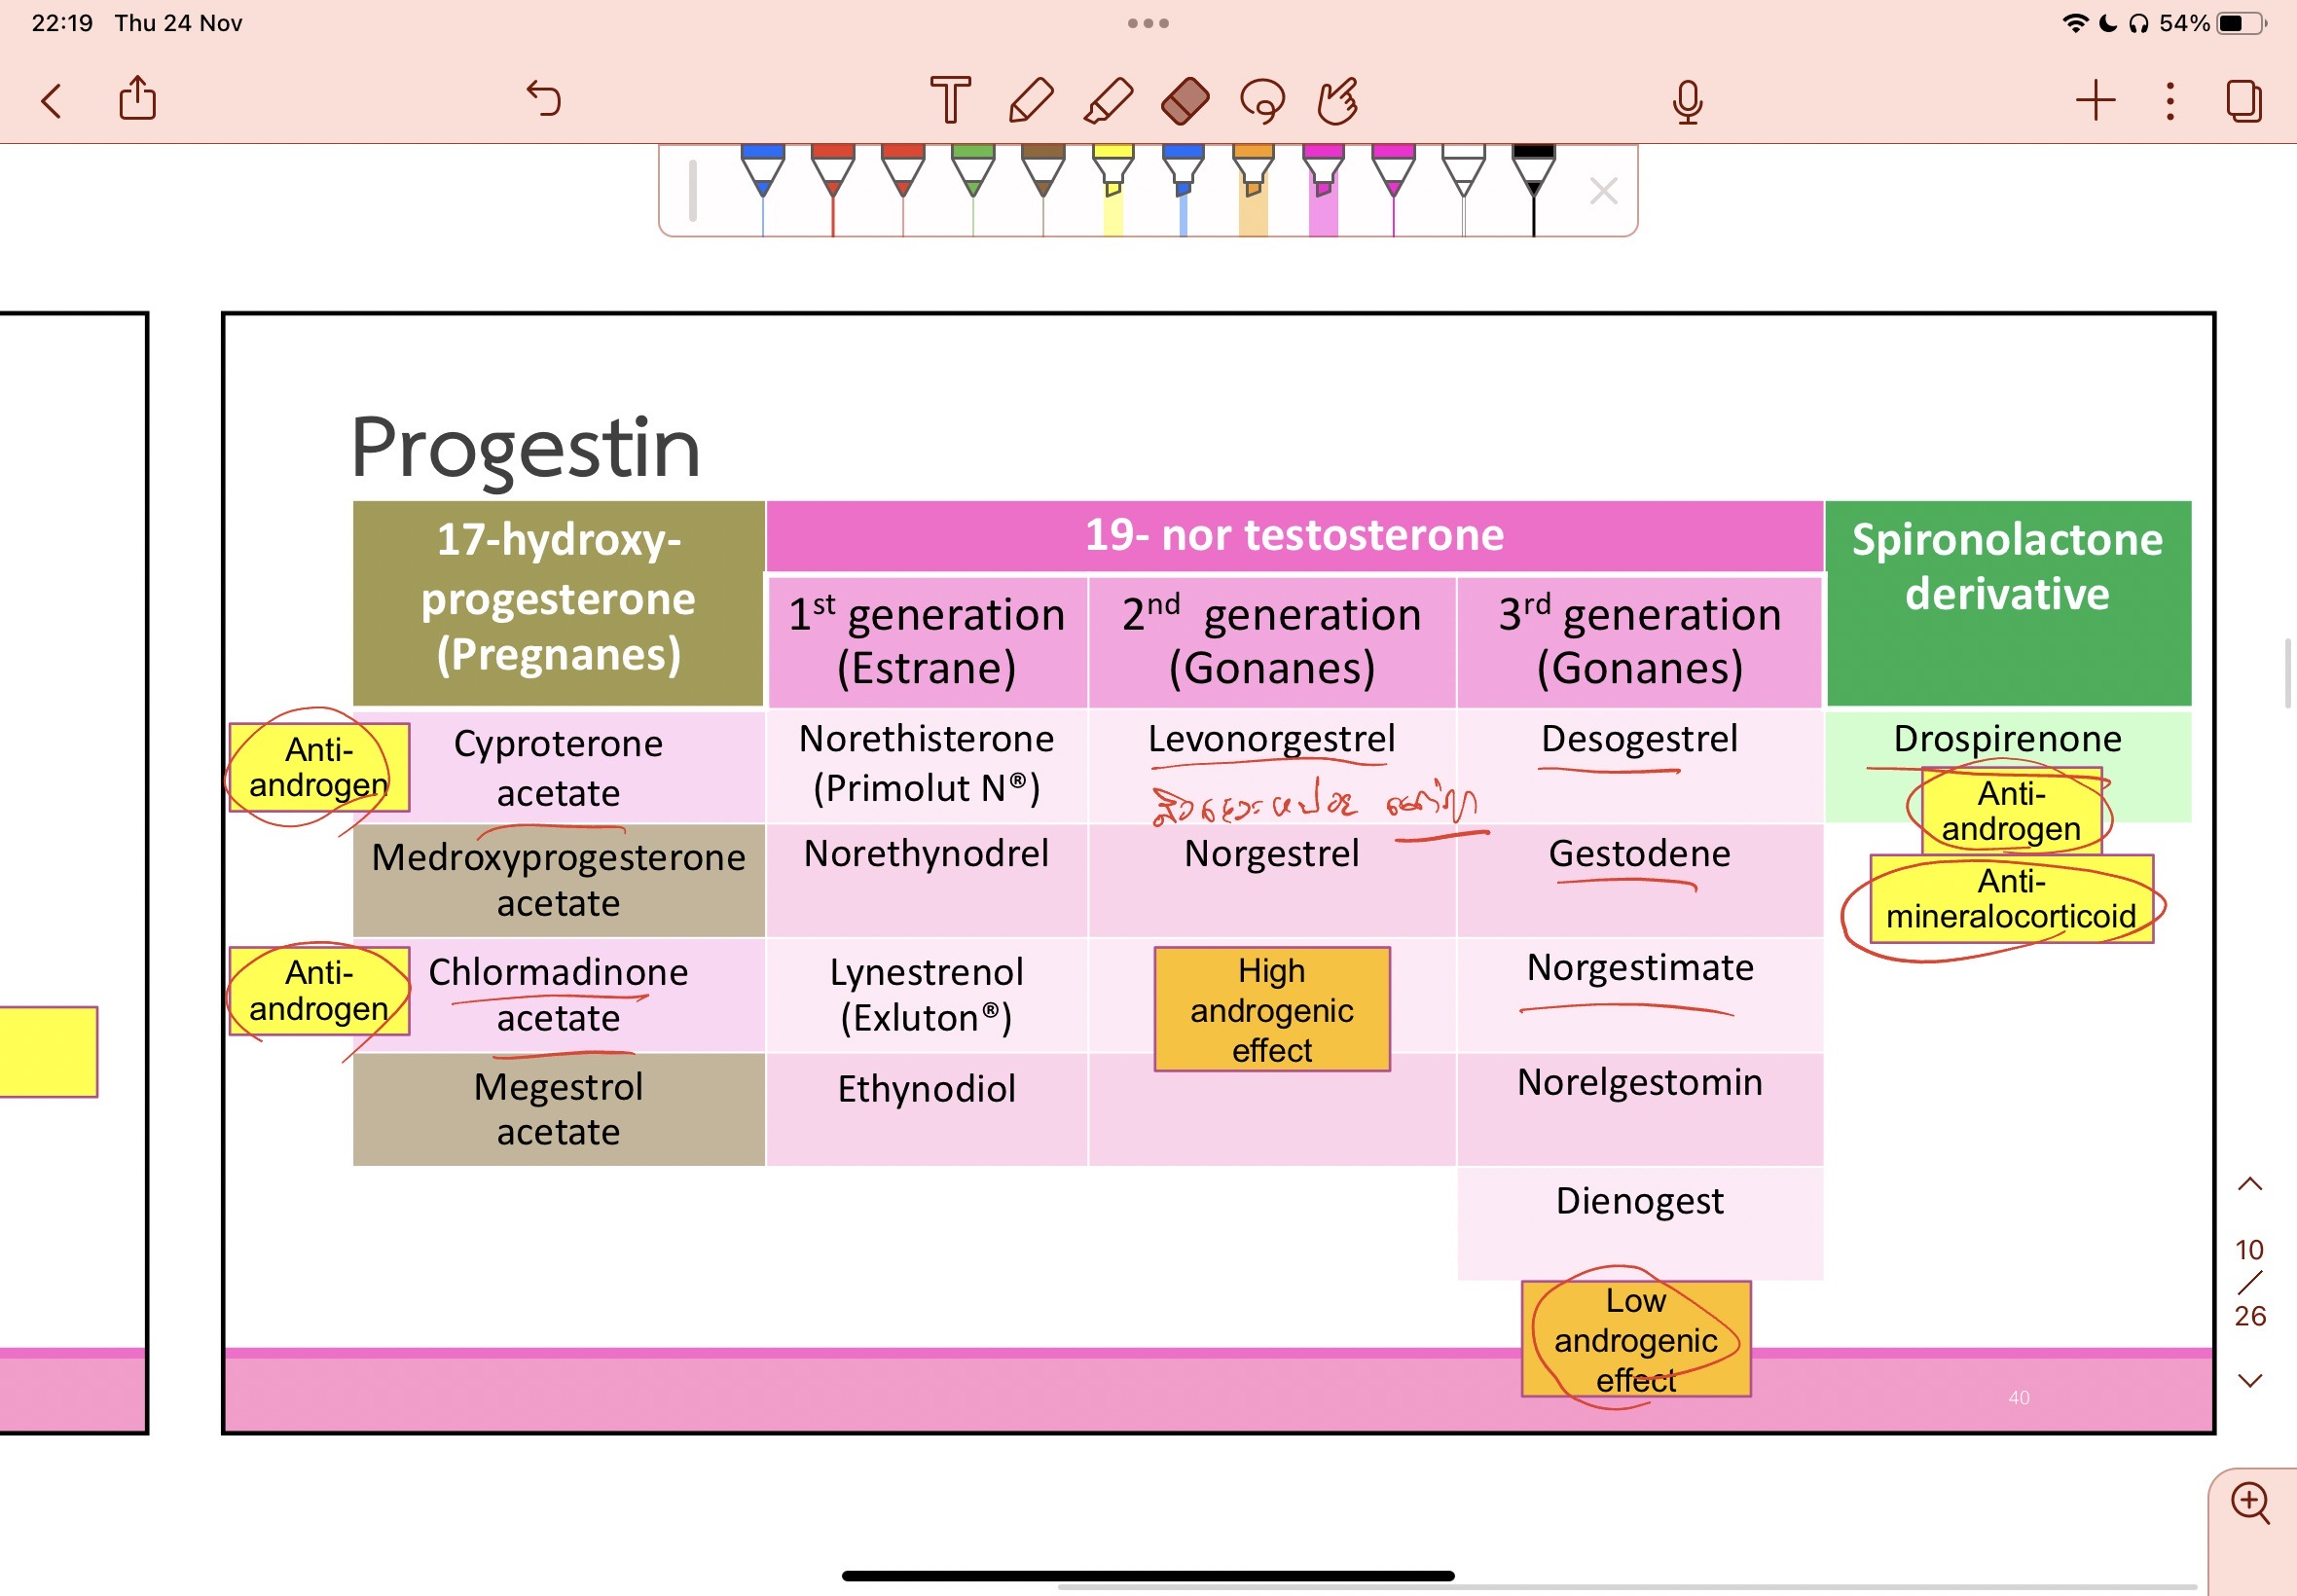 22:19 Thu 24 Nov
54%
Progestin
17-hydroxy-
progesterone
(Pregnanes)
19- nor testosterone
Spironolactone
derivative
1st generation
(Estrane)
2nd generation
(Gonanes)
3rd generation
(Gonanes)
Anti-
androgen
Cyproterone
acetate
Norethisterone
(Primolut N®)
Levonorgestrel
Desogestrel
Drospirenone
Anti-
androgen
Medroxyprogesterone
acetate
Norethynodrel
Norgestrel
Gestodene
Anti-
mineralocorticoid
Anti-
androgen
Chlormadinone
acetate
Lynestrenol
(Exluton®)
High
androgenic
effect
Norgestimate
Megestrol
acetate
Ethynodiol
Norelgestomin
Dienogest
Low
androgenic
effect
40
10
/
26